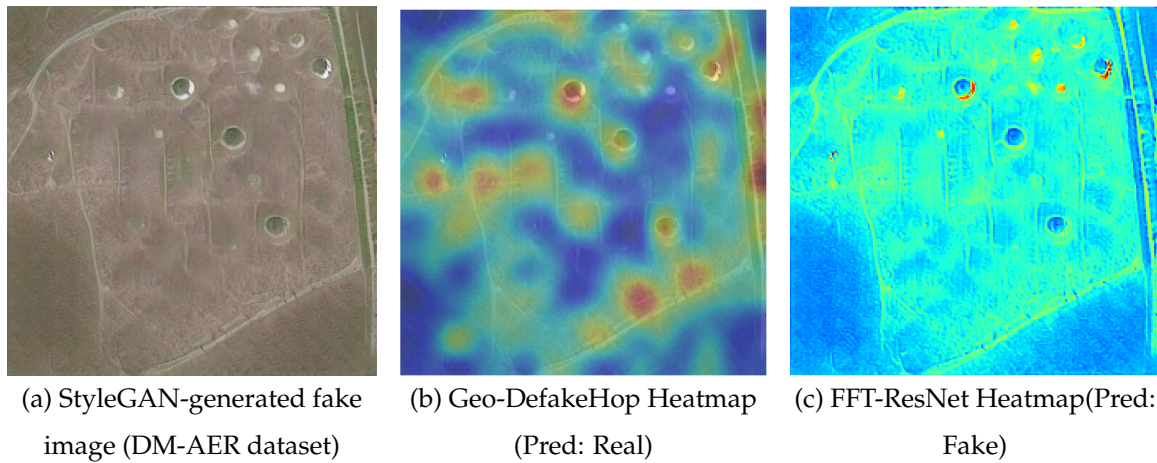 (a) StyleGAN-generated fake
image (DM-AER dataset)
(b) Geo-DefakeHop Heatmap
(Pred: Real)
(c) FFT-ResNet Heatmap(Pred:
Fake)